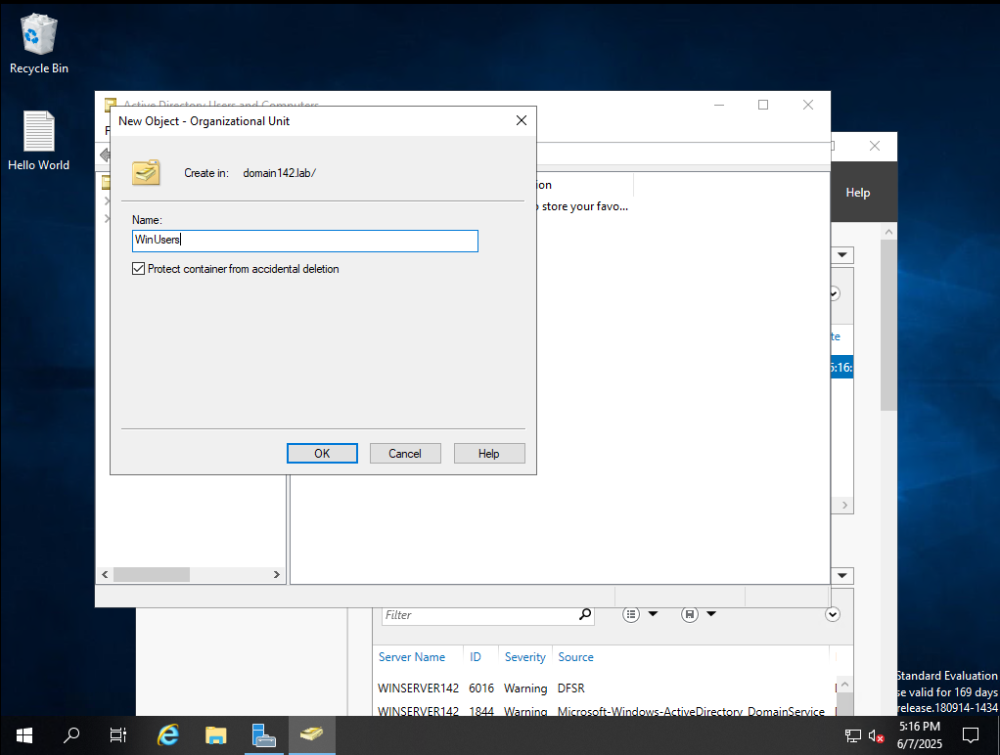 Recycle Bin
Hello World
Active Directory Users and Computers
New Object - Organizational Unit
Create in: domain142.lab/
Name:
WinUsers
Protect container from accidental deletion
OK Cancel Help
ion
o store your favo...
Help
te
5:16:
Filter
Server Name ID Severity Source
WINSERVER142 6016 Warning DFSR
WINSERVER142 1844 Warning Microsoft-Windows-ActiveDirectory_DomainService
Standard Evaluation
se valid for 169 days
release.180914-1434
5:16 PM
6/7/2025